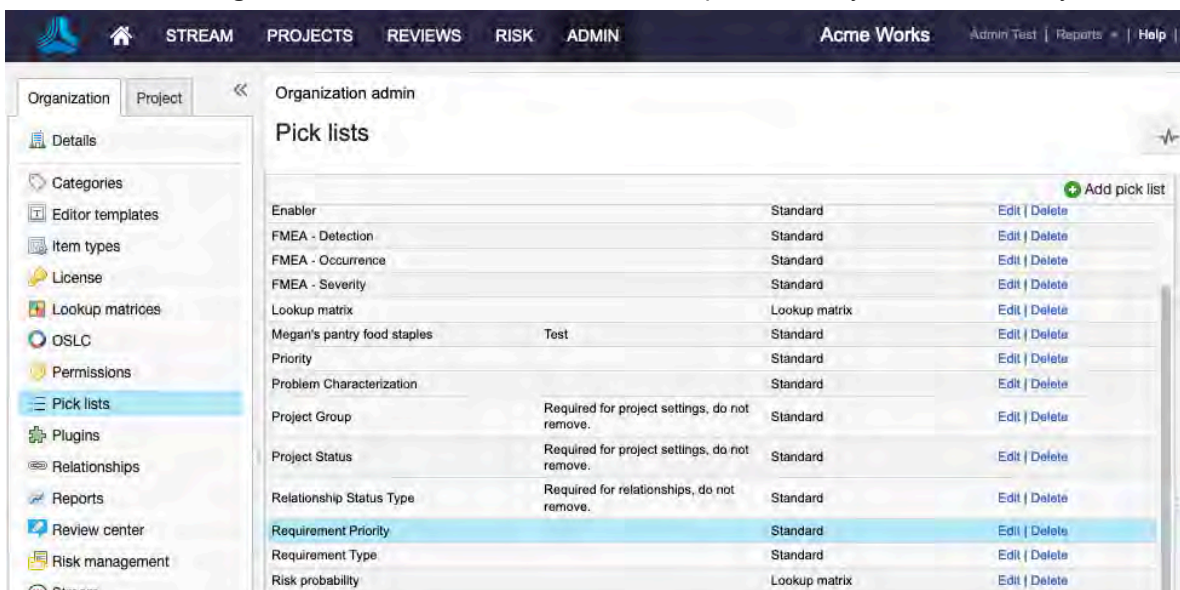 STREAM PROJECTS REVIEWS RISK ADMIN Acme Works Admin Test | Reports | Help |
Organization Project «
Organization admin
Details
Pick lists
Categories
Editor templates
Item types
License
Lookup matrices
OSLC
Permissions
Pick lists
Plugins
Relationships
Reports
Review center
Risk management
Add pick list
Enabler Standard Edit | Delete
FMEA - Detection Standard Edit | Delete
FMEA - Occurrence Standard Edit | Delete
FMEA - Severity Standard Edit | Delete
Lookup matrix Lookup matrix Edit | Delete
Megan's pantry food staples Test Standard Edit | Delete
Priority Standard Edit | Delete
Problem Characterization Standard Edit | Delete
Project Group Required for project settings, do not
remove. Standard Edit | Delete
Project Status Required for project settings, do not
remove. Standard Edit | Delete
Relationship Status Type Required for relationships, do not
remove. Standard Edit | Delete
Requirement Priority Standard Edit | Delete
Requirement Type Standard Edit | Delete
Risk probability Lookup matrix Edit | Delete